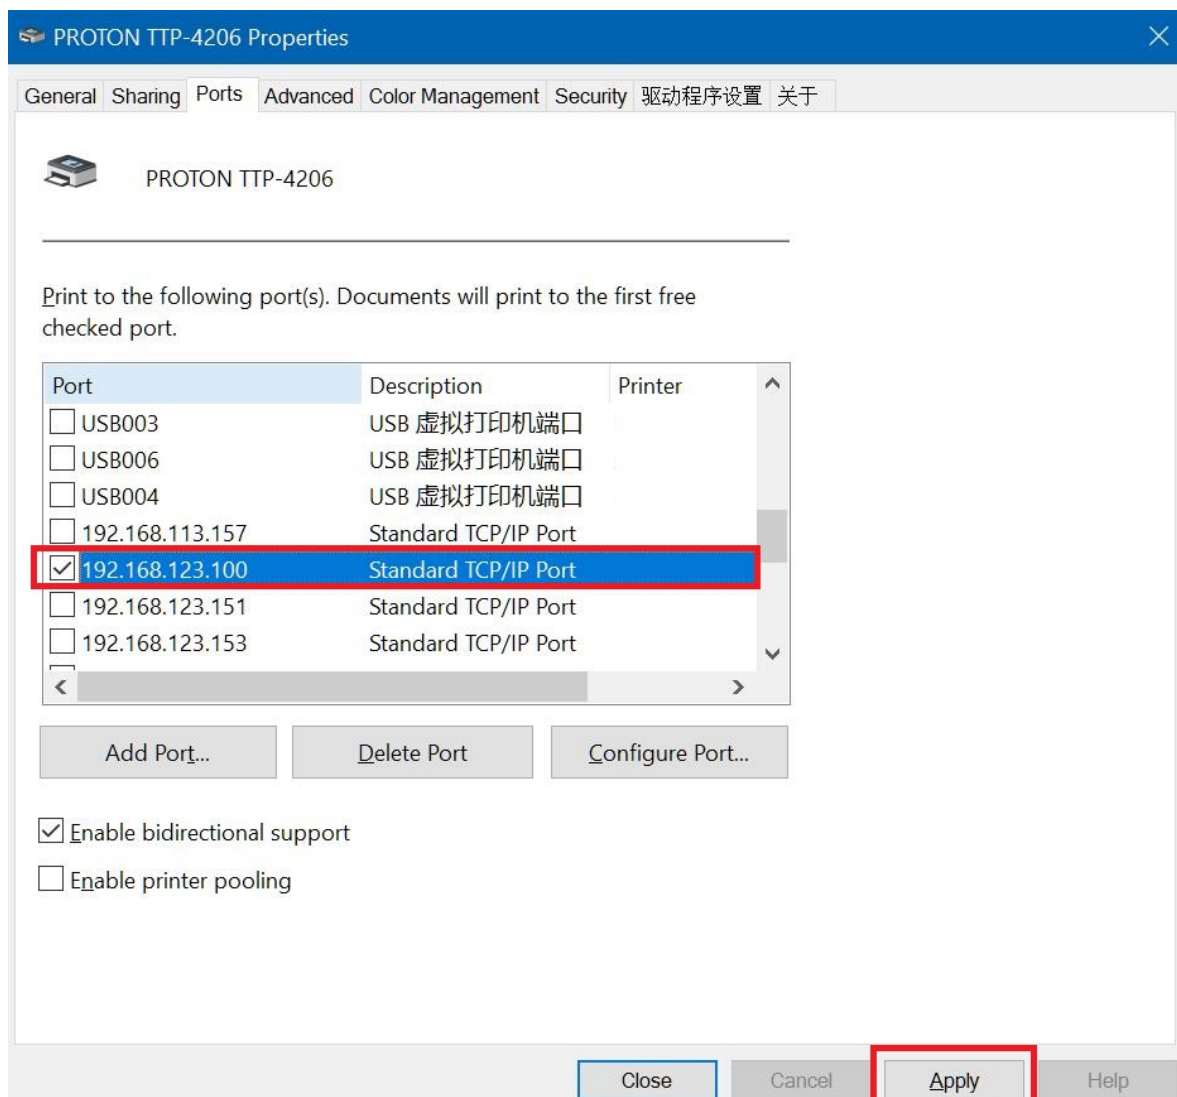 PROTON TTP-4206 Properties
General Sharing Ports Advanced Color Management Security 驱动程序设置 关于
PROTON TTP-4206
Print to the following port(s). Documents will print to the first free
checked port.
Port Description Printer
USB003 USB 虚拟打印机端口
USB006 USB 虚拟打印机端口
USB004 USB 虚拟打印机端口
192.168.113.157 Standard TCP/IP Port
192.168.123.100 Standard TCP/IP Port
192.168.123.151 Standard TCP/IP Port
192.168.123.153 Standard TCP/IP Port
Add Port... Delete Port Configure Port...
Enable bidirectional support
Enable printer pooling
Close Cancel Apply Help